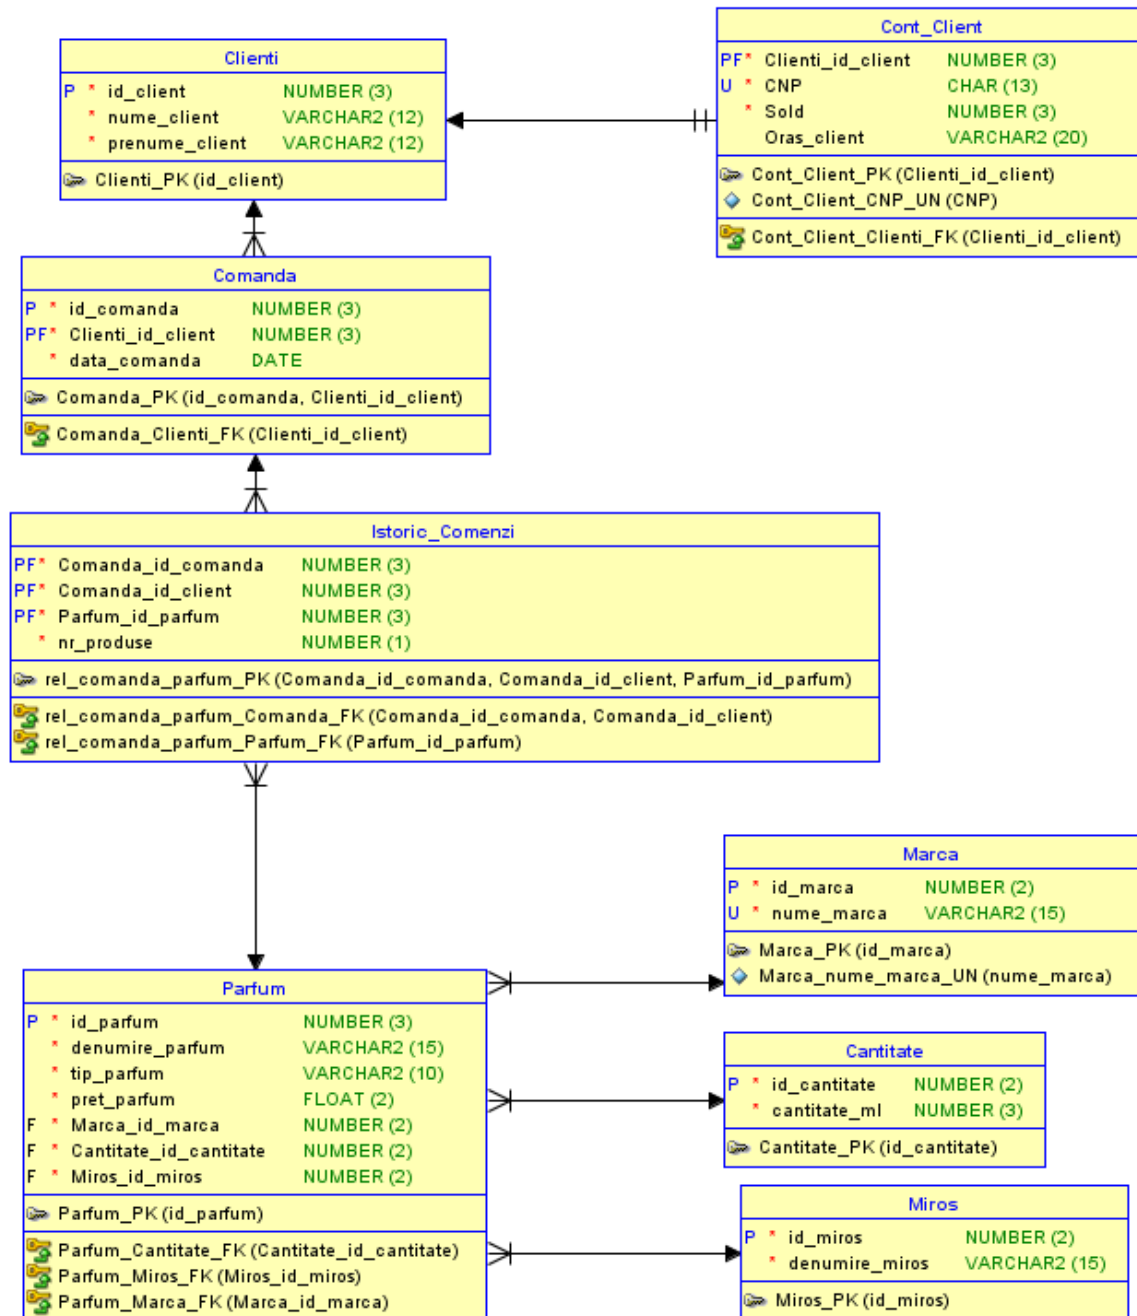 Clienti
P * id_client NUMBER (3)
* nume_client VARCHAR2 (12)
* prenume_client VARCHAR2 (12)
Clienti_PK (id_client)
Cont_Client
PF* Clienti_id_client NUMBER (3)
U * CNP CHAR (13)
* Sold NUMBER (3)
Oras_client VARCHAR2 (20)
Cont_Client_PK (Clienti_id_client)
Cont_Client_CNP_UN (CNP)
Cont_Client_Clienti_FK (Clienti_id_client)
Comanda
P * id_comanda NUMBER (3)
PF* Clienti_id_client NUMBER (3)
* data_comanda DATE
Comanda_PK (id_comanda, Clienti_id_client)
Comanda_Clienti_FK (Clienti_id_client)
Istoric_Comenzi
PF* Comanda_id_comanda NUMBER (3)
PF* Comanda_id_client NUMBER (3)
PF* Parfum_id_parfum NUMBER (3)
* nr_produse NUMBER (1)
rel_comanda_parfum_PK (Comanda_id_comanda, Comanda_id_client, Parfum_id_parfum)
rel_comanda_parfum_Comanda_FK (Comanda_id_comanda, Comanda_id_client)
rel_comanda_parfum_Parfum_FK (Parfum_id_parfum)
Marca
P * id_marca NUMBER (2)
U * nume_marca VARCHAR2 (15)
Marca_PK (id_marca)
Marca_nume_marca_UN (nume_marca)
Parfum
P * id_parfum NUMBER (3)
* denumire_parfum VARCHAR2 (15)
* tip_parfum VARCHAR2 (10)
* pret_parfum FLOAT (2)
F * Marca_id_marca NUMBER (2)
F * Cantitate_id_cantitate NUMBER (2)
F * Miros_id_miros NUMBER (2)
Parfum_PK (id_parfum)
Parfum_Cantitate_FK (Cantitate_id_cantitate)
Parfum_Miros_FK (Miros_id_miros)
Parfum_Marca_FK (Marca_id_marca)
Cantitate
P * id_cantitate NUMBER (2)
* cantitate_ml NUMBER (3)
Cantitate_PK (id_cantitate)
Miros
P * id_miros NUMBER (2)
* denumire_miros VARCHAR2 (15)
Miros_PK (id_miros)